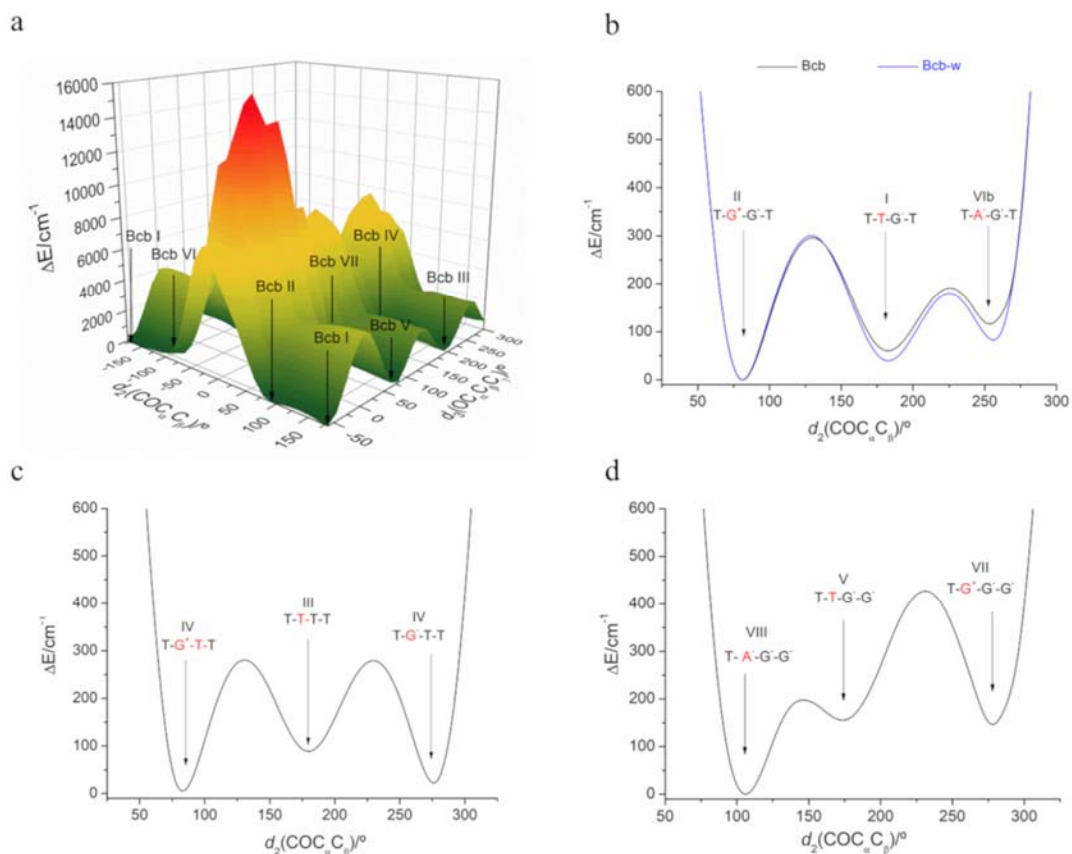 a
16000
14000
12000
10000
8000
6000
4000
2000
0
ΔE/cm⁻¹
Bcb I
Bcb VI
Bcb II
Bcb VII
Bcb IV
Bcb III
Bcb I
Bcb V
-150
-100
-50
0
50
100
150
d₂(COCαCβ)/º
-50
0
50
100
150
200
250
300
b
Bcb Bcb-w
600
500
400
300
200
100
0
ΔE/cm⁻¹
II
T-G⁺-G⁻-T
I
T-T-G⁻-T
VIb
T-A⁻-G⁻-T
50 100 150 200 250 300
d₂(COCαCβ)/º
c
600
500
400
300
200
100
0
ΔE/cm⁻¹
IV
T-G⁺-T-T
III
T-T-T-T
IV
T-G⁻-T-T
50 100 150 200 250 300
d₂(COCαCβ)/º
d
600
500
400
300
200
100
0
ΔE/cm⁻¹
VIII
T- A⁻-G⁻-G⁻
V
T-T-G⁻-G⁻
VII
T-G⁺-G⁻-G⁻
50 100 150 200 250 300
d₂(COCαCβ)/º